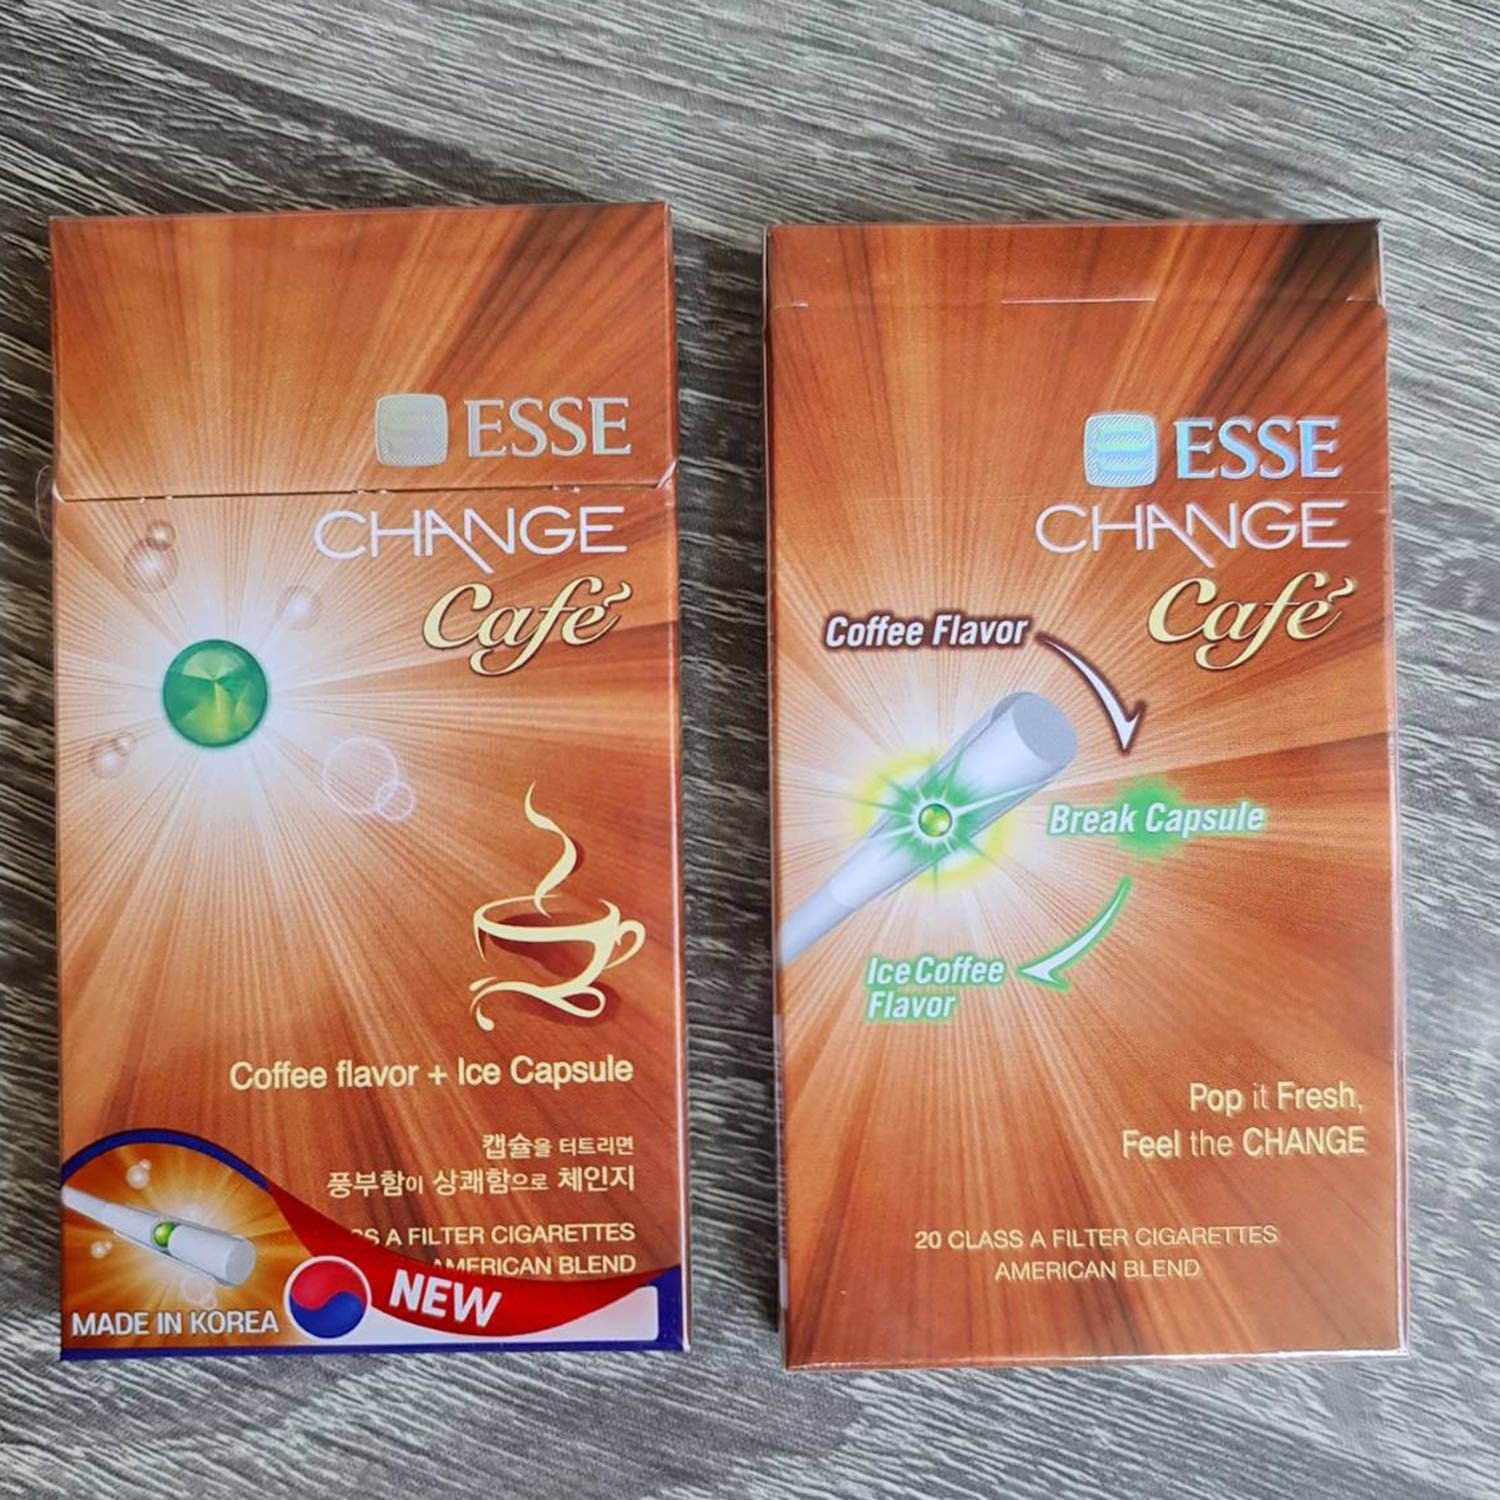 ESSE
CHANGE
Café
Coffee flavor + Ice Capsule
캡슐을 터트리면
풍부함이 상쾌함으로 체인지
SS A FILTER CIGARETTES
AMERICAN BLEND
NEW
MADE IN KOREA
ESSE
CHANGE
Café
Coffee Flavor
Break Capsule
Ice Coffee
Flavor
Pop it Fresh,
Feel the CHANGE
20 CLASS A FILTER CIGARETTES
AMERICAN BLEND